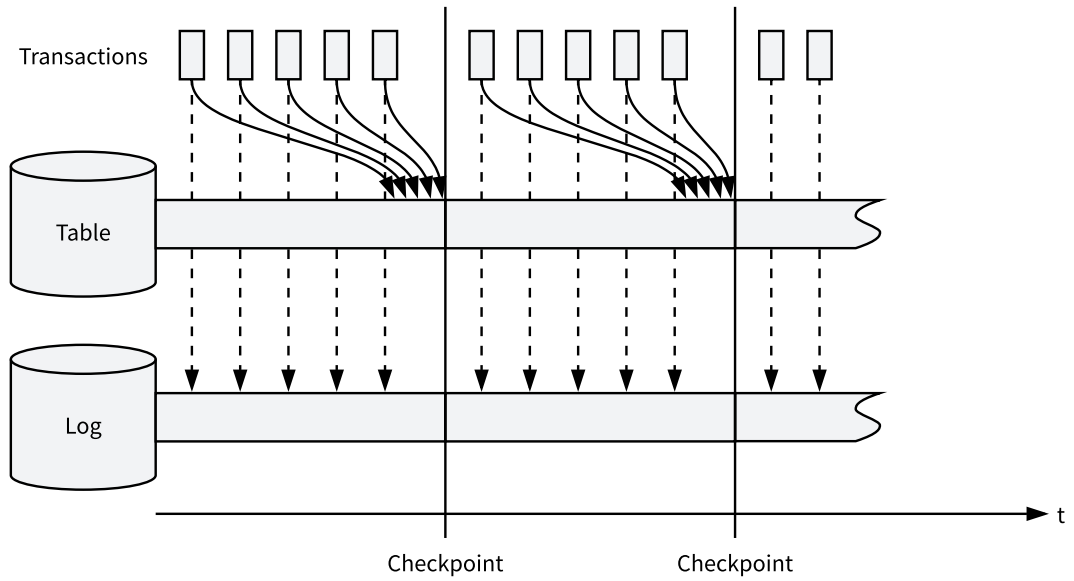 Transactions
Table
Log
t
Checkpoint
Checkpoint